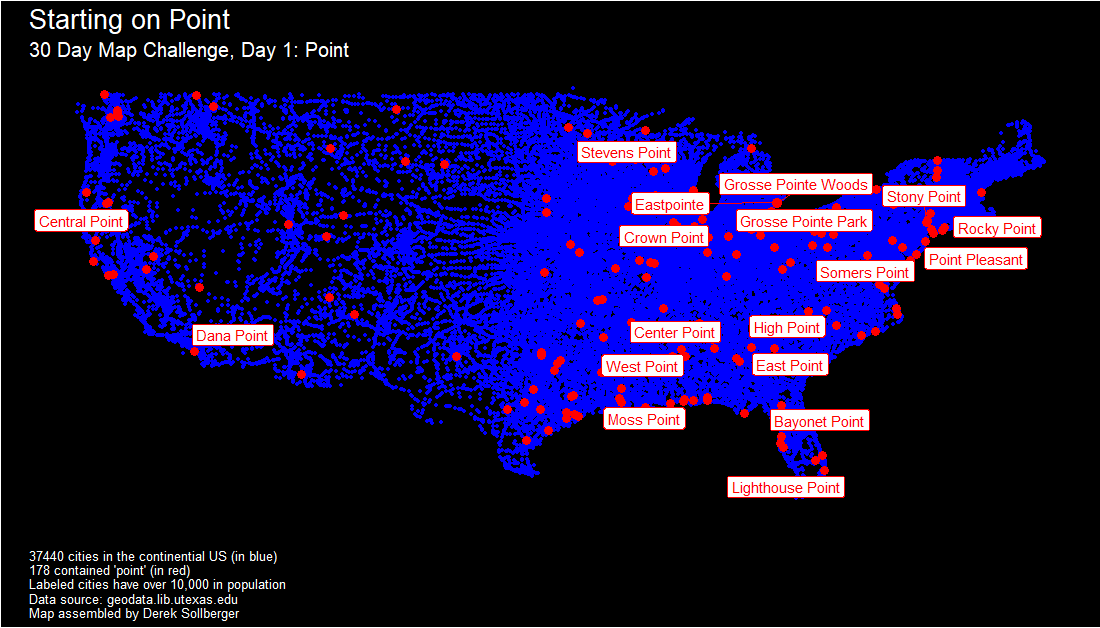 Starting on Point
30 Day Map Challenge, Day 1: Point
Stevens Point
Grosse Pointe Woods
Stony Point
Eastpointe
Central Point
Grosse Pointe Park
Rocky Point
Crown Point
Point Pleasant
Somers Point
High Point
Center Point
Dana Point
West Point
East Point
Moss Point
Bayonet Point
Lighthouse Point
37440 cities in the continential US (in blue)
178 contained 'point' (in red)
Labeled cities have over 10,000 in population
Data source: geodata.lib.utexas.edu
Map assembled by Derek Sollberger